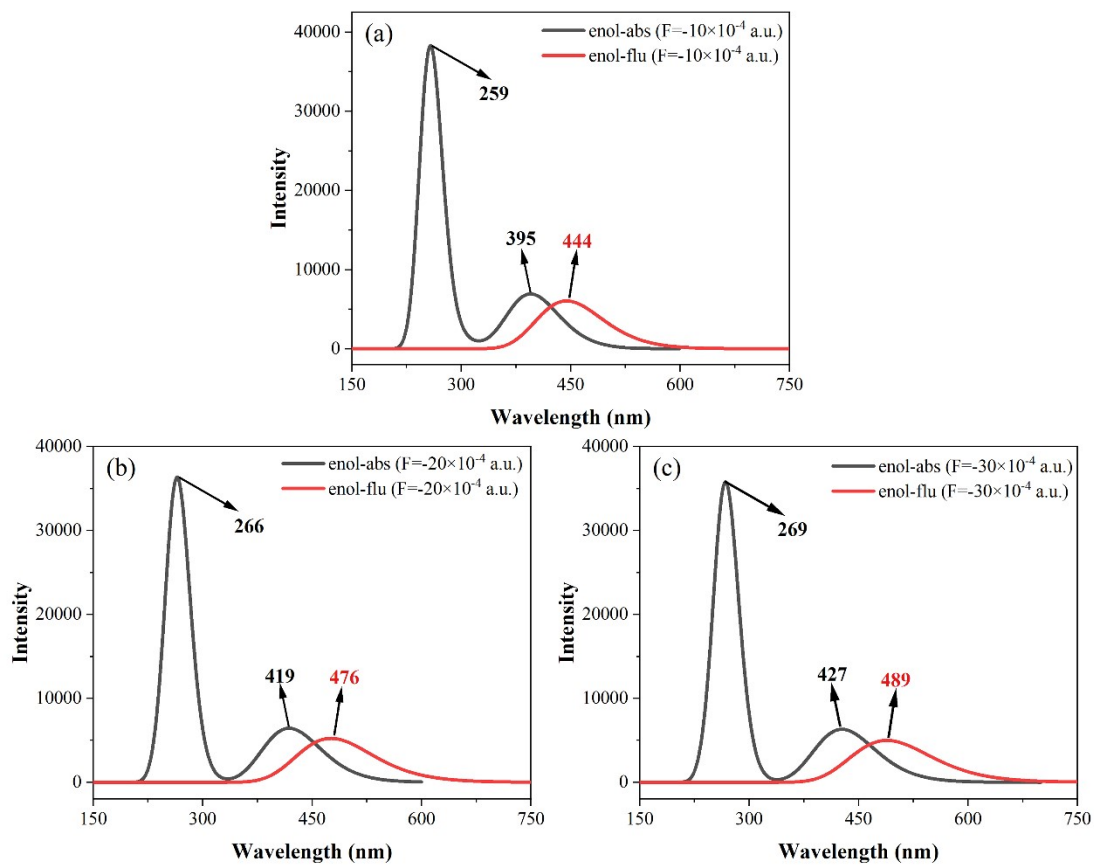 (a)
enol-abs (F=-10×10⁻⁴ a.u.)
enol-flu (F=-10×10⁻⁴ a.u.)
40000
30000
20000
10000
0
Intensity
259
395
444
150
300
450
600
750
Wavelength (nm)
(b)
enol-abs (F=-20×10⁻⁴ a.u.)
enol-flu (F=-20×10⁻⁴ a.u.)
40000
30000
20000
10000
0
Intensity
266
419
476
150
300
450
600
750
Wavelength (nm)
(c)
enol-abs (F=-30×10⁻⁴ a.u.)
enol-flu (F=-30×10⁻⁴ a.u.)
40000
30000
20000
10000
0
Intensity
269
427
489
150
300
450
600
750
Wavelength (nm)